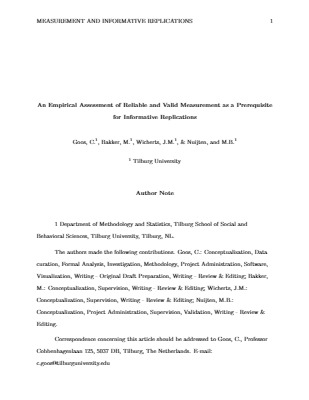 MEASUREMENT AND INFORMATIVE REPLICATIONS 1
An Empirical Assessment of Reliable and Valid Measurement as a Prerequisite
for Informative Replications
Goos, C.¹, Bakker, M.¹, Wicherts, J.M.¹, & Nuijten, M.B.¹
¹ Tilburg University
Author Note
1 Department of Methodology and Statistics, Tilburg School of Social and
Behavioral Sciences, Tilburg University, Tilburg, NL.
The authors made the following contributions. Goos, C.: Conceptualization, Data
curation, Formal Analysis, Investigation, Methodology, Project Administration, Software,
Visualization, Writing - Original Draft Preparation, Writing - Review & Editing; Bakker,
M.: Conceptualization, Supervision, Writing - Review & Editing; Wicherts, J.M.:
Conceptualization, Supervision, Writing - Review & Editing; Nuijten, M.B.:
Conceptualization, Project Administration, Supervision, Validation, Writing - Review &
Editing.
Correspondence concerning this article should be addressed to Goos, C., Professor
Cobbenhagenlaan 125, 5037 DB, Tilburg, The Netherlands. E-mail:
c.goos@tilburguniversity.edu